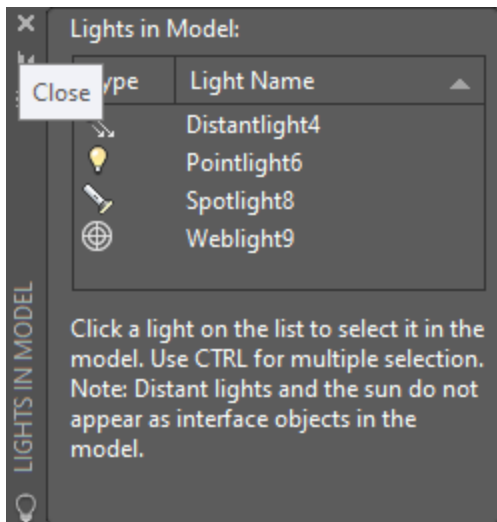 Lights in Model:
Close
ype
Light Name
Distantlight4
Pointlight6
Spotlight8
Weblight9
Click a light on the list to select it in the
model. Use CTRL for multiple selection.
Note: Distant lights and the sun do not
appear as interface objects in the
model.
LIGHTS IN MODEL